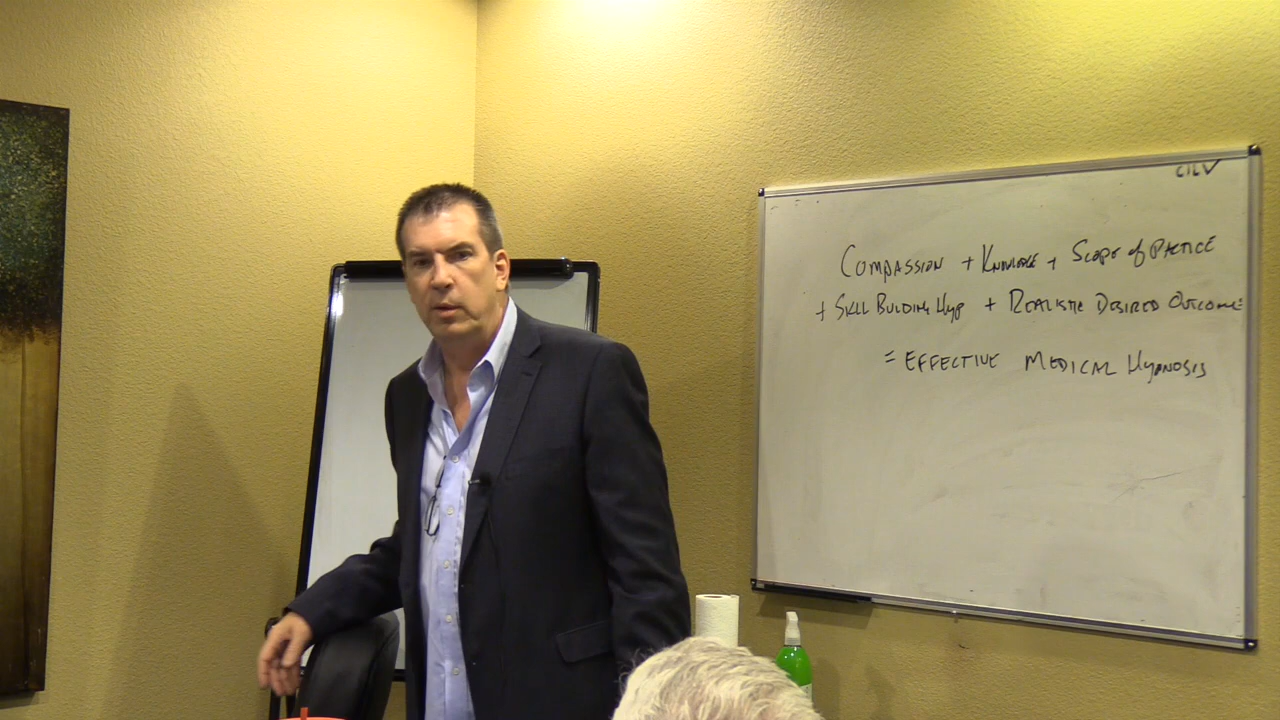 COMPASSION + KNOWLEDGE + SCOPE OF PRACTICE
+ SKILL BUILDING HYP + REALISTIC DESIRED OUTCOME
= EFFECTIVE MEDICAL HYPNOSIS